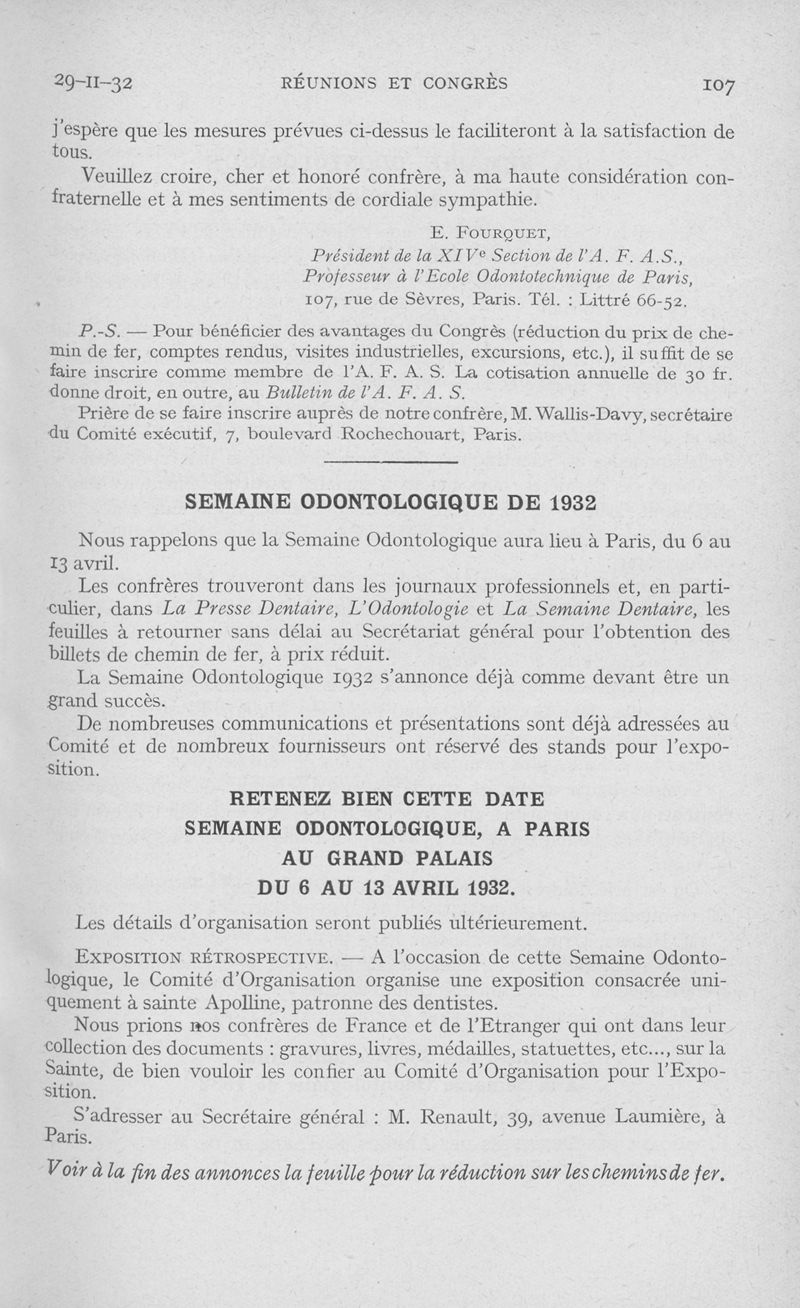 29-II-32 RÉUNIONS ET CONGRÈS 107
j'espère que les mesures prévues ci-dessus le faciliteront à la satisfaction de
tous.
Veuillez croire, cher et honoré confrère, à ma haute considération con-
fraternelle et à mes sentiments de cordiale sympathie.
E. FOURQUET,
Président de la XIVe Section de l'A. F. A.S.,
Professeur à l'Ecole Odontotechnique de Paris,
107, rue de Sèvres, Paris. Tél. : Littré 66-52.
P.-S. — Pour bénéficier des avantages du Congrès (réduction du prix de che-
min de fer, comptes rendus, visites industrielles, excursions, etc.), il suffit de se
faire inscrire comme membre de l'A. F. A. S. La cotisation annuelle de 30 fr.
donne droit, en outre, au Bulletin de l'A. F. A. S.
Prière de se faire inscrire auprès de notre confrère, M. Wallis-Davy, secrétaire
du Comité exécutif, 7, boulevard Rochechouart, Paris.
SEMAINE ODONTOLOGIQUE DE 1932
Nous rappelons que la Semaine Odontologique aura lieu à Paris, du 6 au
13 avril.
Les confrères trouveront dans les journaux professionnels et, en parti-
culier, dans La Presse Dentaire, L'Odontologie et La Semaine Dentaire, les
feuilles à retourner sans délai au Secrétariat général pour l'obtention des
billets de chemin de fer, à prix réduit.
La Semaine Odontologique 1932 s'annonce déjà comme devant être un
grand succès.
De nombreuses communications et présentations sont déjà adressées au
Comité et de nombreux fournisseurs ont réservé des stands pour l'expo-
sition.
RETENEZ BIEN CETTE DATE
SEMAINE ODONTOLOGIQUE, A PARIS
AU GRAND PALAIS
DU 6 AU 13 AVRIL 1932.
Les détails d'organisation seront publiés ultérieurement.
EXPOSITION RÉTROSPECTIVE. — A l'occasion de cette Semaine Odonto-
logique, le Comité d'Organisation organise une exposition consacrée uni-
quement à sainte Apolline, patronne des dentistes.
Nous prions nos confrères de France et de l'Etranger qui ont dans leur
collection des documents : gravures, livres, médailles, statuettes, etc..., sur la
Sainte, de bien vouloir les confier au Comité d'Organisation pour l'Expo-
sition.
S'adresser au Secrétaire général : M. Renault, 39, avenue Laumière, à
Paris.
Voir à la fin des annonces la feuille pour la réduction sur les chemins de fer.